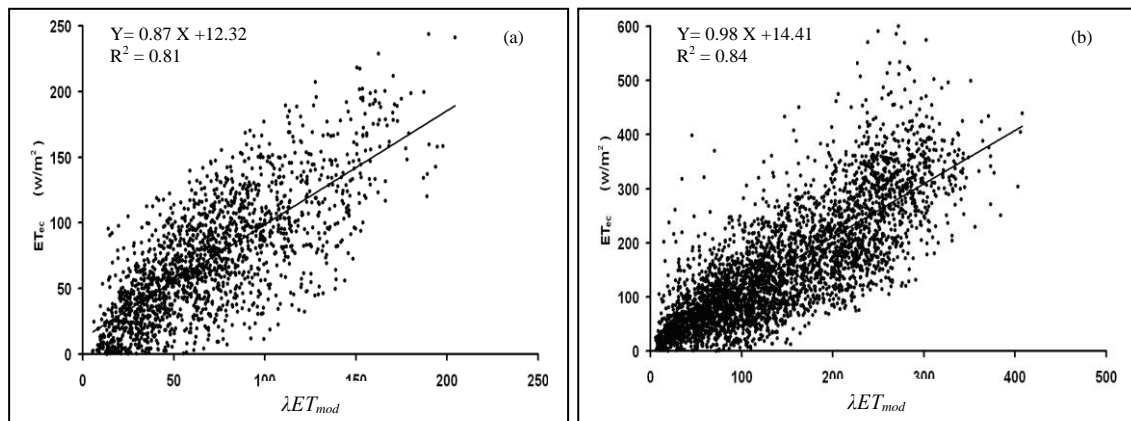 Y= 0.87 X +12.32
R² = 0.81
(a)
250
200
150
100
50
0
ETec (w/m²)
0 50 100 150 200 250
λETmod
Y= 0.98 X +14.41
R² = 0.84
(b)
600
500
400
300
200
100
0
ETec (w/m²)
0 100 200 300 400 500
λETmod